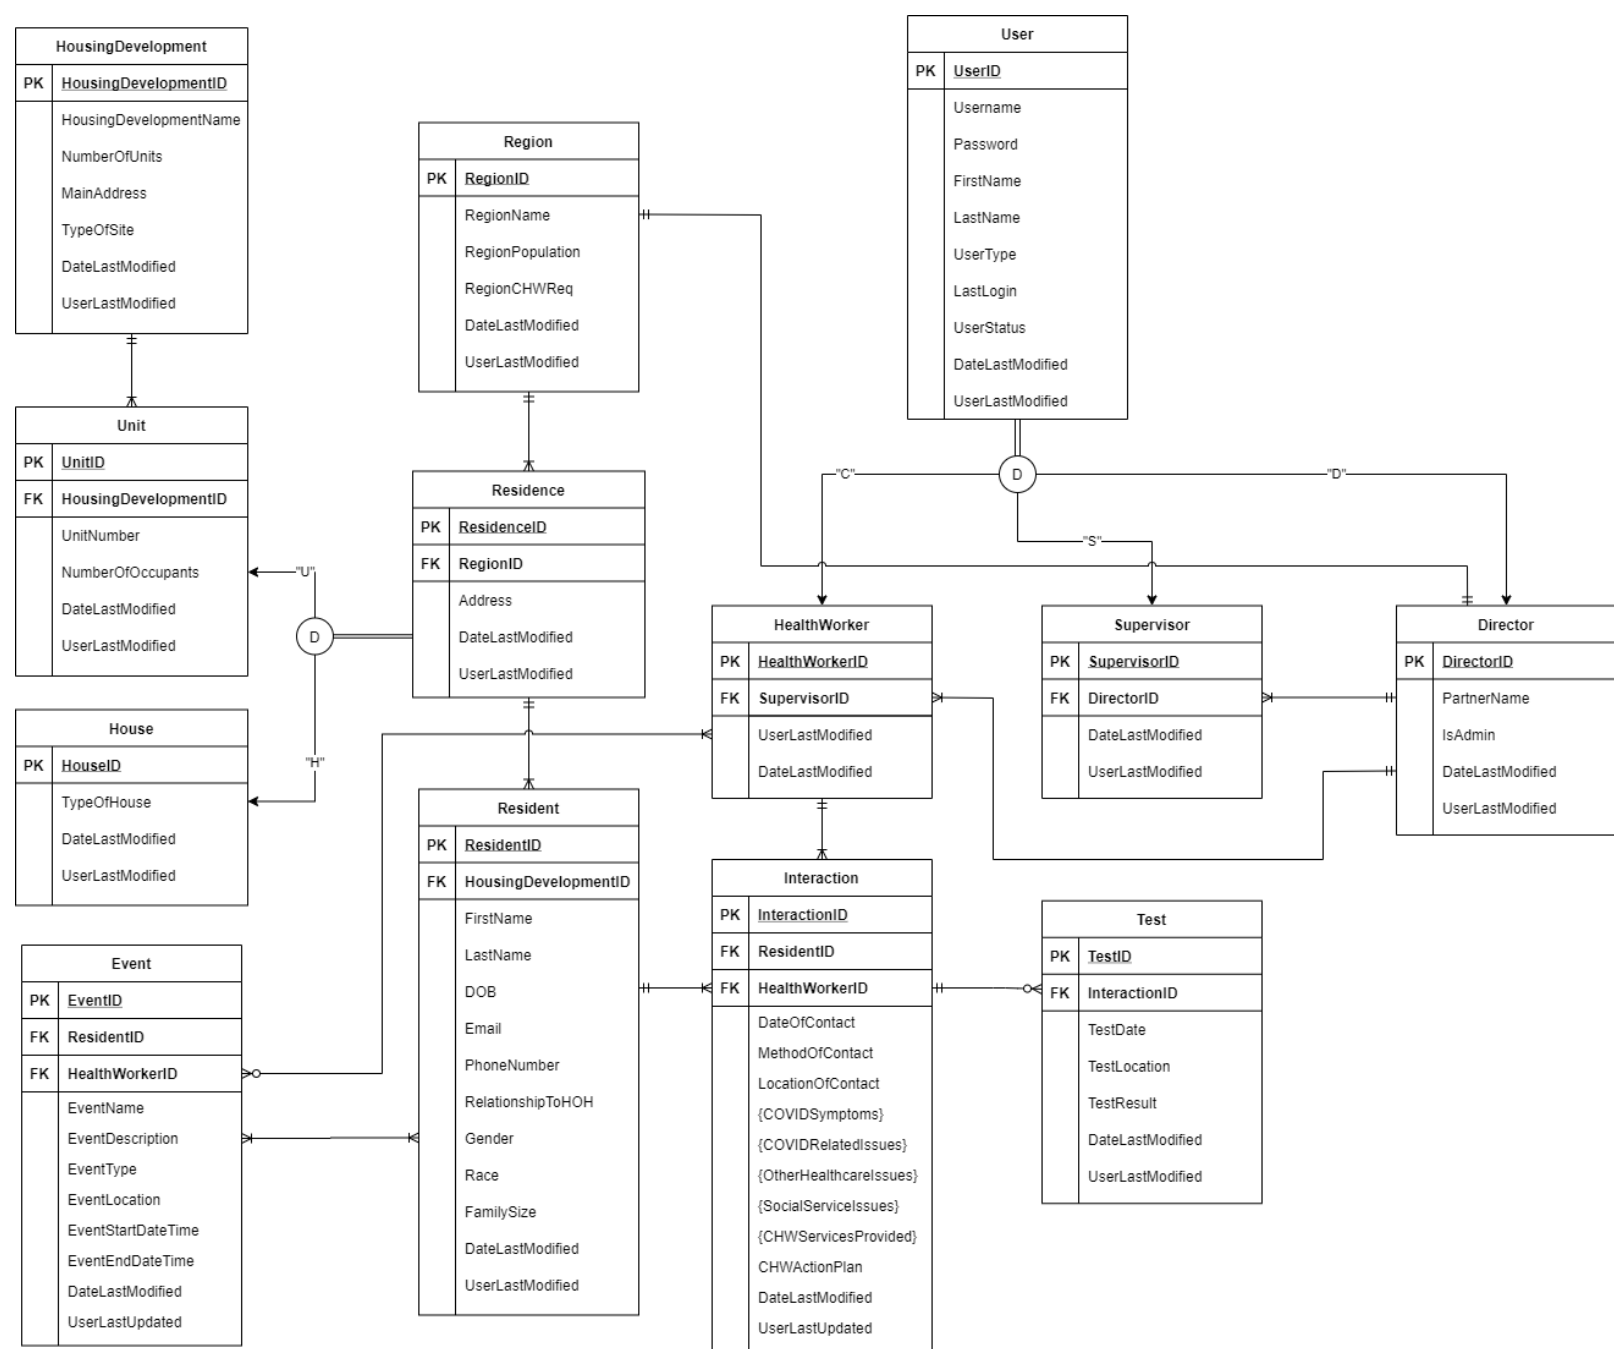 HousingDevelopment
PK HousingDevelopmentID
HousingDevelopmentName
NumberOfUnits
MainAddress
TypeOfSite
DateLastModified
UserLastModified
Unit
PK UnitID
FK HousingDevelopmentID
UnitNumber
NumberOfOccupants
DateLastModified
UserLastModified
House
PK HouseID
TypeOfHouse
DateLastModified
UserLastModified
Event
PK EventID
FK ResidentID
FK HealthWorkerID
EventName
EventDescription
EventType
EventLocation
EventStartDateTime
EventEndDateTime
DateLastModified
UserLastUpdated
"U"
D
"H"
Region
PK RegionID
RegionName
RegionPopulation
RegionCHWReq
DateLastModified
UserLastModified
Residence
PK ResidenceID
FK RegionID
Address
DateLastModified
UserLastModified
Resident
PK ResidentID
FK HousingDevelopmentID
FirstName
LastName
DOB
Email
PhoneNumber
RelationshipToHOH
Gender
Race
FamilySize
DateLastModified
UserLastModified
User
PK UserID
Username
Password
FirstName
LastName
UserType
LastLogin
UserStatus
DateLastModified
UserLastModified
"C"
D
"D"
"S"
HealthWorker
PK HealthWorkerID
FK SupervisorID
UserLastModified
DateLastModified
Supervisor
PK SupervisorID
FK DirectorID
DateLastModified
UserLastModified
Director
PK DirectorID
PartnerName
IsAdmin
DateLastModified
UserLastModified
Interaction
PK InteractionID
FK ResidentID
FK HealthWorkerID
DateOfContact
MethodOfContact
LocationOfContact
{COVIDSymptoms}
{COVIDRelatedIssues}
{OtherHealthcareIssues}
{SocialServiceIssues}
{CHWServicesProvided}
CHWActionPlan
DateLastModified
UserLastUpdated
Test
PK TestID
FK InteractionID
TestDate
TestLocation
TestResult
DateLastModified
UserLastModified